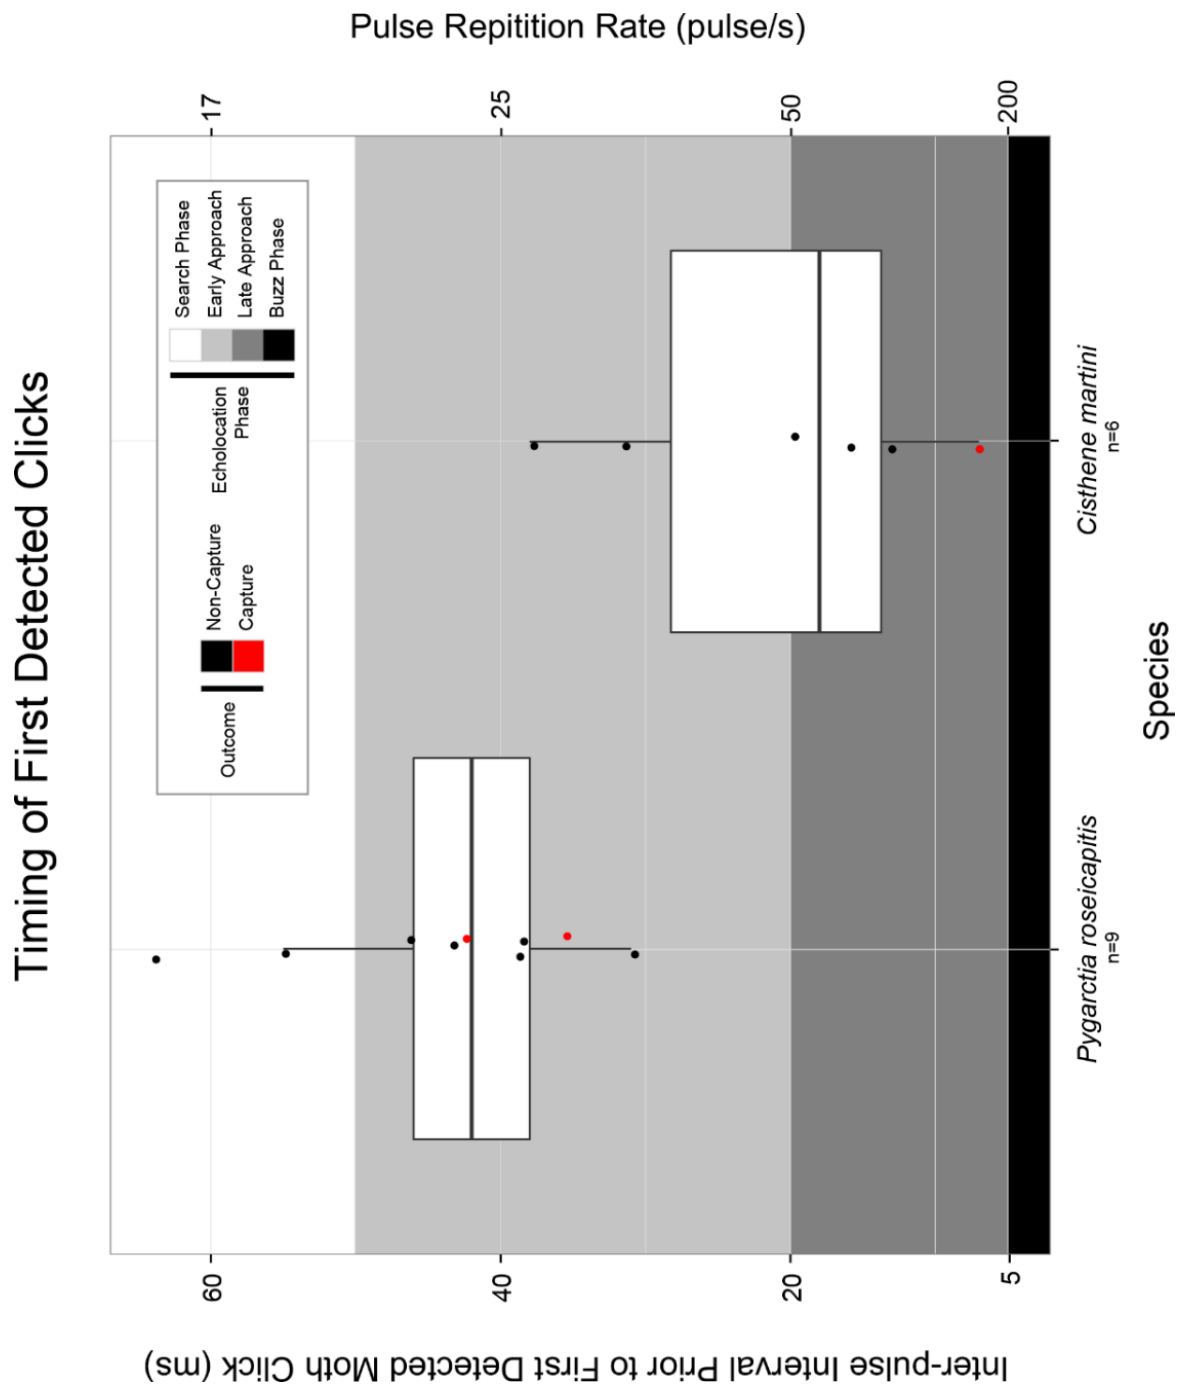 Timing of First Detected Clicks
Inter-pulse Interval Prior to First Detected Moth Click (ms)
60
40
20
5
Pulse Repitition Rate (pulse/s)
17
25
50
200
Outcome
Non-Capture
Capture
Echolocation
Phase
Search Phase
Early Approach
Late Approach
Buzz Phase
Pygarctia roseicapitis
n=9
Cisthene martini
n=6
Species